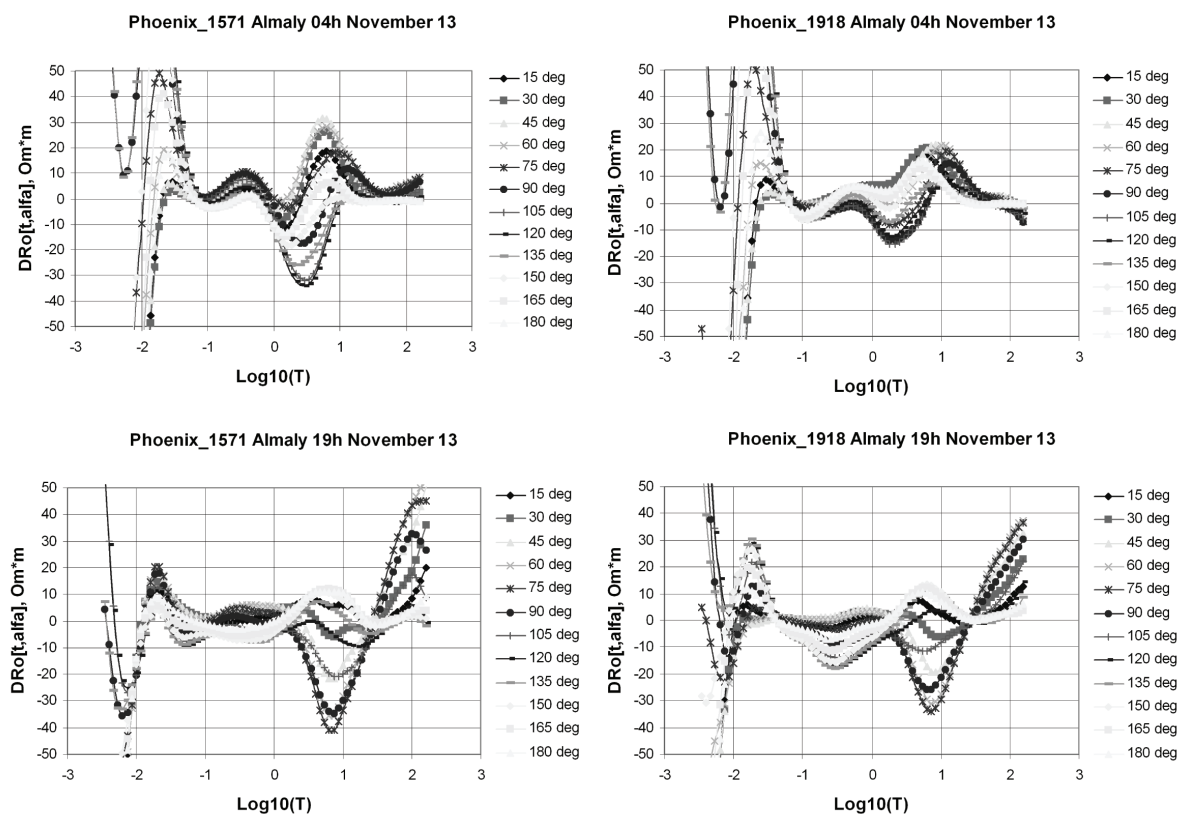 Phoenix_1571 Almaly 04h November 13
DRo[t,alfa], Om*m
50
40
30
20
10
0
-10
-20
-30
-40
-50
-3
-2
-1
0
1
2
3
Log10(T)
15 deg
30 deg
45 deg
60 deg
75 deg
90 deg
105 deg
120 deg
135 deg
150 deg
165 deg
180 deg
Phoenix_1918 Almaly 04h November 13
DRo[t,alfa], Om*m
50
40
30
20
10
0
-10
-20
-30
-40
-50
-3
-2
-1
0
1
2
3
Log10(T)
15 deg
30 deg
45 deg
60 deg
75 deg
90 deg
105 deg
120 deg
135 deg
150 deg
165 deg
180 deg
Phoenix_1571 Almaly 19h November 13
DRo[t,alfa], Om*m
50
40
30
20
10
0
-10
-20
-30
-40
-50
-3
-2
-1
0
1
2
3
Log10(T)
15 deg
30 deg
45 deg
60 deg
75 deg
90 deg
105 deg
120 deg
135 deg
150 deg
165 deg
180 deg
Phoenix_1918 Almaly 19h November 13
DRo[t,alfa], Om*m
50
40
30
20
10
0
-10
-20
-30
-40
-50
-3
-2
-1
0
1
2
3
Log10(T)
15 deg
30 deg
45 deg
60 deg
75 deg
90 deg
105 deg
120 deg
135 deg
150 deg
165 deg
180 deg